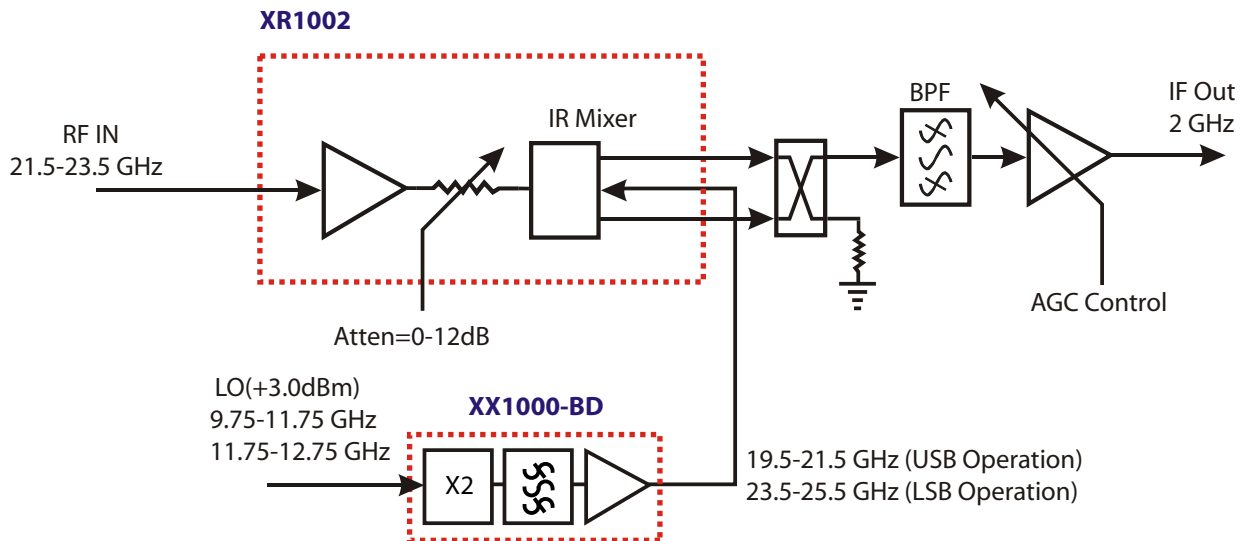 XR1002
RF IN
21.5-23.5 GHz
IR Mixer
BPF
IF Out
2 GHz
Atten=0-12dB
AGC Control
LO(+3.0dBm)
9.75-11.75 GHz
11.75-12.75 GHz
XX1000-BD
X2
19.5-21.5 GHz (USB Operation)
23.5-25.5 GHz (LSB Operation)